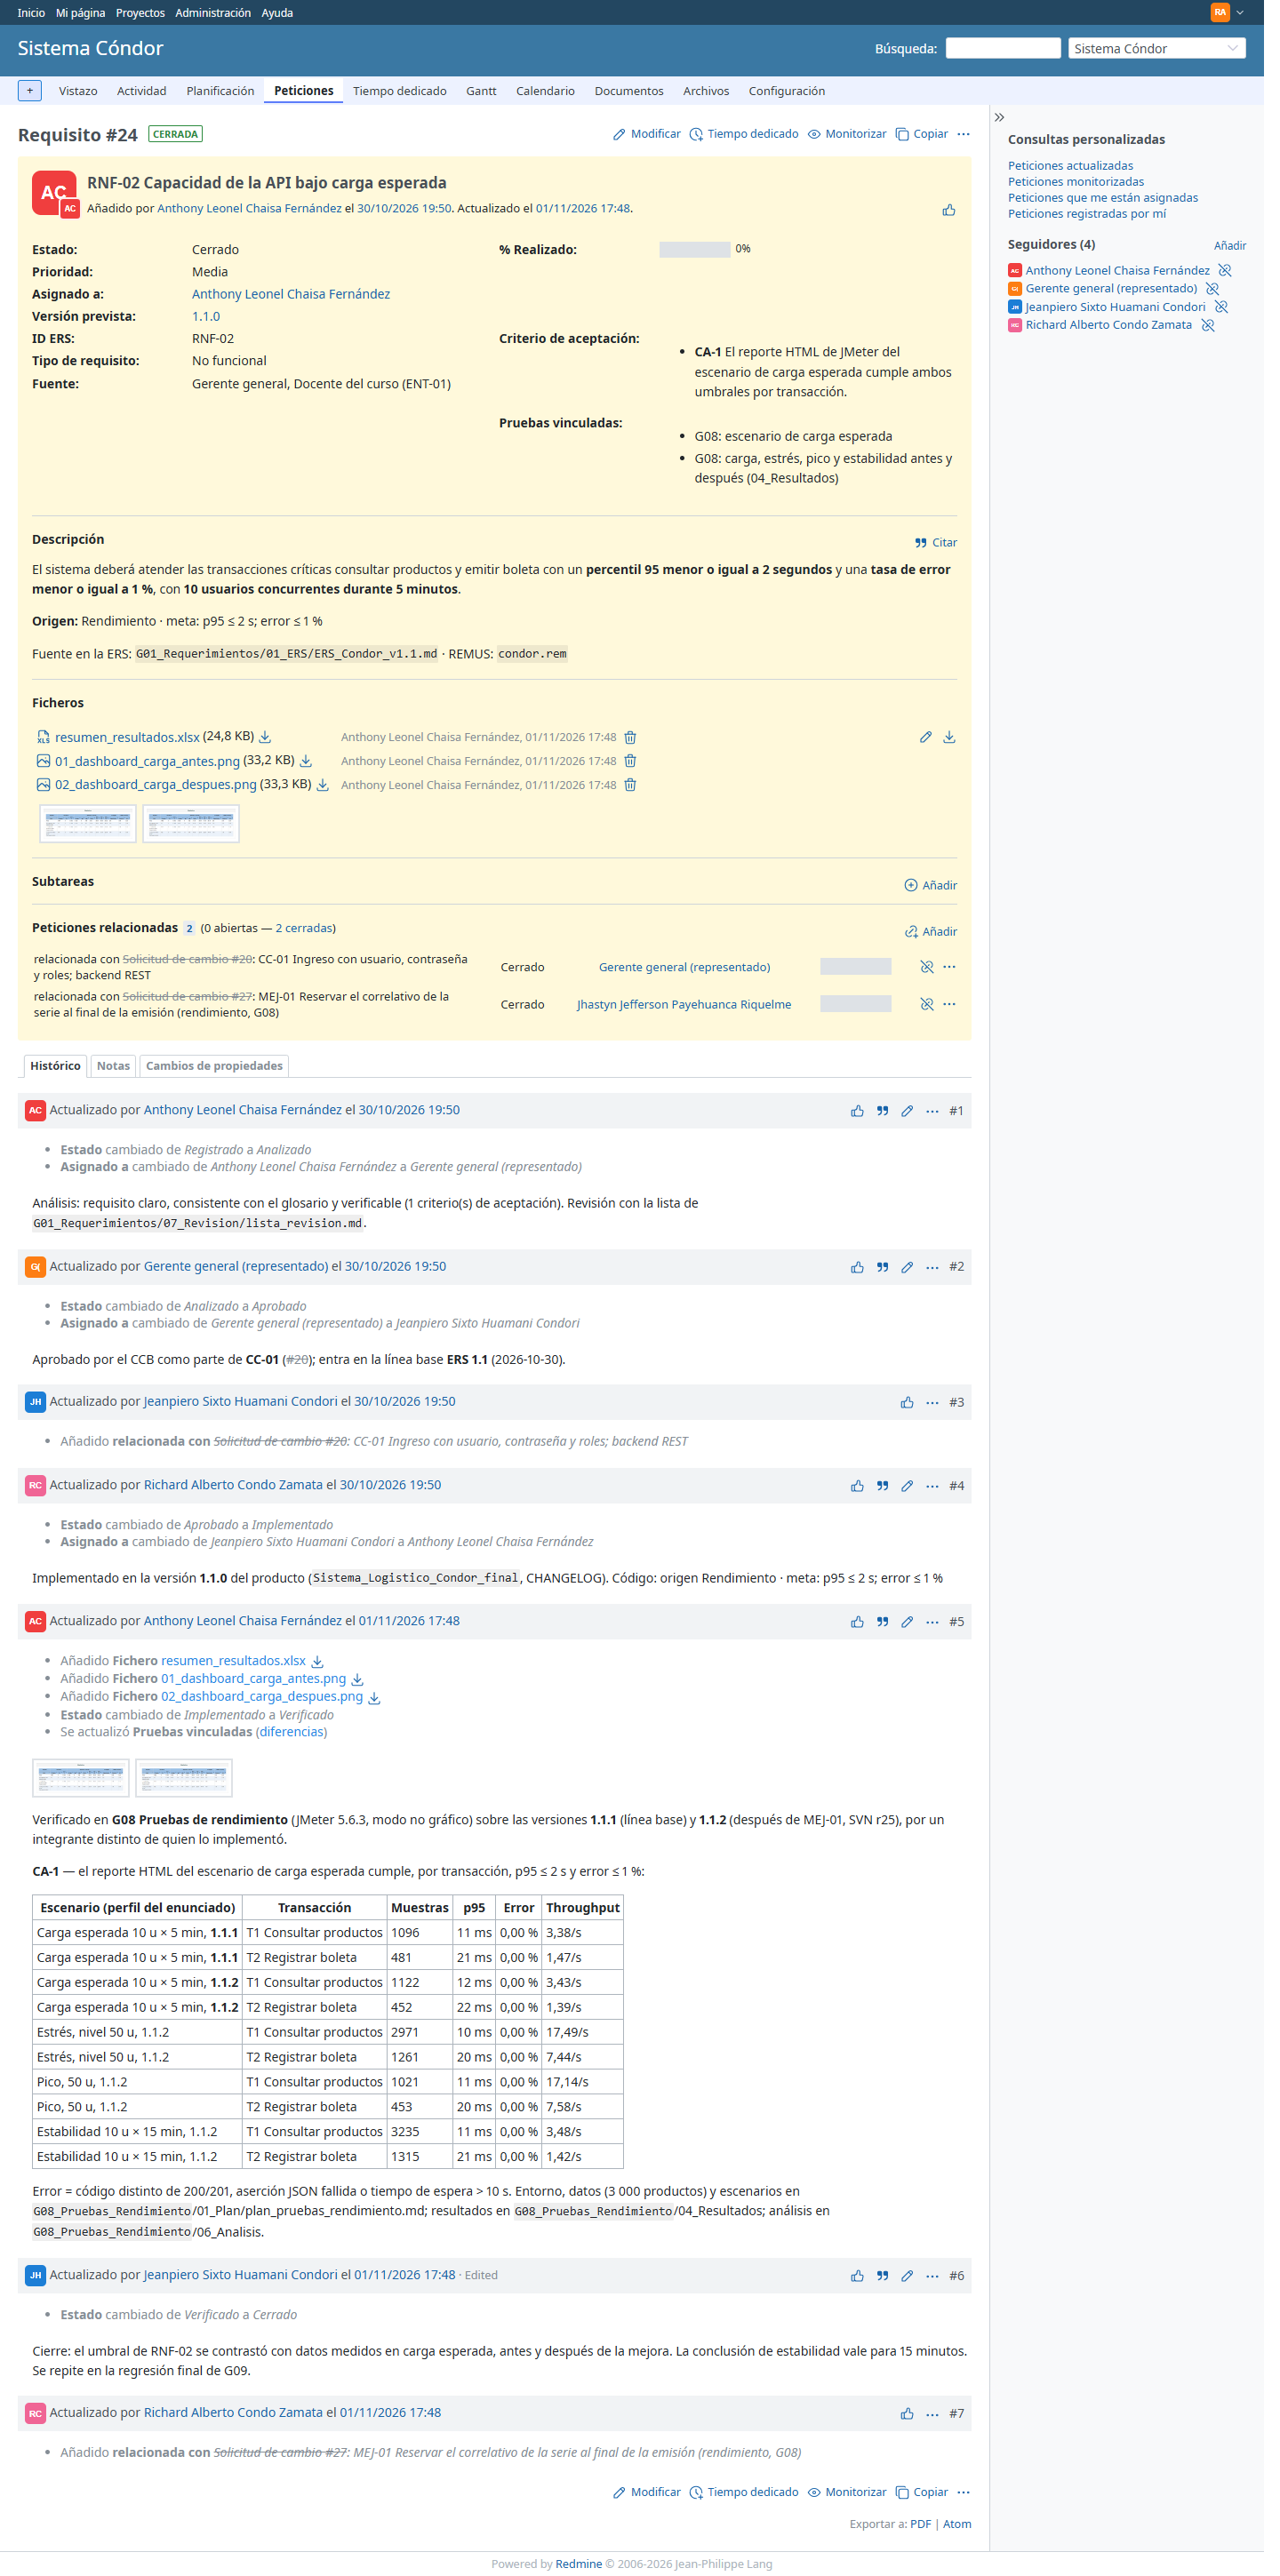 Inicio Mi página Proyectos Administración Ayuda
RA
Sistema Cóndor
Búsqueda:
Sistema Cóndor
+ Vistazo Actividad Planificación Peticiones Tiempo dedicado Gantt Calendario Documentos Archivos Configuración
Requisito #24 CERRADA
Modificar Tiempo dedicado Monitorizar Copiar ...
AC AC
RNF-02 Capacidad de la API bajo carga esperada
Añadido por Anthony Leonel Chaisa Fernández el 30/10/2026 19:50. Actualizado el 01/11/2026 17:48.
Estado: Cerrado % Realizado: 0%
Prioridad: Media
Asignado a: Anthony Leonel Chaisa Fernández
Versión prevista: 1.1.0
ID ERS: RNF-02
Tipo de requisito: No funcional
Fuente: Gerente general, Docente del curso (ENT-01)
Criterio de aceptación:
• CA-1 El reporte HTML de JMeter del
escenario de carga esperada cumple ambos
umbrales por transacción.
Pruebas vinculadas:
• G08: escenario de carga esperada
• G08: carga, estrés, pico y estabilidad antes y
después (04_Resultados)
Descripción
Citar
El sistema deberá atender las transacciones críticas consultar productos y emitir boleta con un percentil 95 menor o igual a 2 segundos y una tasa de error
menor o igual a 1 %, con 10 usuarios concurrentes durante 5 minutos.
Origen: Rendimiento · meta: p95 ≤ 2 s; error ≤ 1 %
Fuente en la ERS: G01_Requerimientos/01_ERS/ERS_Condor_v1.1.md · REMUS: condor.rem
Ficheros
resumen_resultados.xlsx (24,8 KB) Anthony Leonel Chaisa Fernández, 01/11/2026 17:48
01_dashboard_carga_antes.png (33,2 KB) Anthony Leonel Chaisa Fernández, 01/11/2026 17:48
02_dashboard_carga_despues.png (33,3 KB) Anthony Leonel Chaisa Fernández, 01/11/2026 17:48
Subtareas
Añadir
Peticiones relacionadas 2 (0 abiertas — 2 cerradas)
Añadir
relacionada con Solicitud de cambio #20: CC-01 Ingreso con usuario, contraseña
y roles; backend REST
Cerrado Gerente general (representado)
relacionada con Solicitud de cambio #27: MEJ-01 Reservar el correlativo de la
serie al final de la emisión (rendimiento, G08)
Cerrado Jhastyn Jefferson Payehuanca Riquelme
Histórico Notas Cambios de propiedades
AC Actualizado por Anthony Leonel Chaisa Fernández el 30/10/2026 19:50 ... #1
• Estado cambiado de Registrado a Analizado
• Asignado a cambiado de Anthony Leonel Chaisa Fernández a Gerente general (representado)
Análisis: requisito claro, consistente con el glosario y verificable (1 criterio(s) de aceptación). Revisión con la lista de
G01_Requerimientos/07_Revision/lista_revision.md.
G( Actualizado por Gerente general (representado) el 30/10/2026 19:50 ... #2
• Estado cambiado de Analizado a Aprobado
• Asignado a cambiado de Gerente general (representado) a Jeanpiero Sixto Huamani Condori
Aprobado por el CCB como parte de CC-01 (#20); entra en la línea base ERS 1.1 (2026-10-30).
JH Actualizado por Jeanpiero Sixto Huamani Condori el 30/10/2026 19:50 ... #3
• Añadido relacionada con Solicitud de cambio #20: CC-01 Ingreso con usuario, contraseña y roles; backend REST
RC Actualizado por Richard Alberto Condo Zamata el 30/10/2026 19:50 ... #4
• Estado cambiado de Aprobado a Implementado
• Asignado a cambiado de Jeanpiero Sixto Huamani Condori a Anthony Leonel Chaisa Fernández
Implementado en la versión 1.1.0 del producto (Sistema_Logistico_Condor_final, CHANGELOG). Código: origen Rendimiento · meta: p95 ≤ 2 s; error ≤ 1 %
AC Actualizado por Anthony Leonel Chaisa Fernández el 01/11/2026 17:48 ... #5
• Añadido Fichero resumen_resultados.xlsx
• Añadido Fichero 01_dashboard_carga_antes.png
• Añadido Fichero 02_dashboard_carga_despues.png
• Estado cambiado de Implementado a Verificado
• Se actualizó Pruebas vinculadas (diferencias)
Verificado en G08 Pruebas de rendimiento (JMeter 5.6.3, modo no gráfico) sobre las versiones 1.1.1 (línea base) y 1.1.2 (después de MEJ-01, SVN r25), por un
integrante distinto de quien lo implementó.
CA-1 — el reporte HTML del escenario de carga esperada cumple, por transacción, p95 ≤ 2 s y error ≤ 1 %:
Escenario (perfil del enunciado) Transacción Muestras p95 Error Throughput
Carga esperada 10 u × 5 min, 1.1.1 T1 Consultar productos 1096 11 ms 0,00 % 3,38/s
Carga esperada 10 u × 5 min, 1.1.1 T2 Registrar boleta 481 21 ms 0,00 % 1,47/s
Carga esperada 10 u × 5 min, 1.1.2 T1 Consultar productos 1122 12 ms 0,00 % 3,43/s
Carga esperada 10 u × 5 min, 1.1.2 T2 Registrar boleta 452 22 ms 0,00 % 1,39/s
Estrés, nivel 50 u, 1.1.2 T1 Consultar productos 2971 10 ms 0,00 % 17,49/s
Estrés, nivel 50 u, 1.1.2 T2 Registrar boleta 1261 20 ms 0,00 % 7,44/s
Pico, 50 u, 1.1.2 T1 Consultar productos 1021 11 ms 0,00 % 17,14/s
Pico, 50 u, 1.1.2 T2 Registrar boleta 453 20 ms 0,00 % 7,58/s
Estabilidad 10 u × 15 min, 1.1.2 T1 Consultar productos 3235 11 ms 0,00 % 3,48/s
Estabilidad 10 u × 15 min, 1.1.2 T2 Registrar boleta 1315 21 ms 0,00 % 1,42/s
Error = código distinto de 200/201, aserción JSON fallida o tiempo de espera > 10 s. Entorno, datos (3 000 productos) y escenarios en
G08_Pruebas_Rendimiento/01_Plan/plan_pruebas_rendimiento.md; resultados en G08_Pruebas_Rendimiento/04_Resultados; análisis en
G08_Pruebas_Rendimiento/06_Analisis.
JH Actualizado por Jeanpiero Sixto Huamani Condori el 01/11/2026 17:48 · Edited ... #6
• Estado cambiado de Verificado a Cerrado
Cierre: el umbral de RNF-02 se contrastó con datos medidos en carga esperada, antes y después de la mejora. La conclusión de estabilidad vale para 15 minutos.
Se repite en la regresión final de G09.
RC Actualizado por Richard Alberto Condo Zamata el 01/11/2026 17:48 ... #7
• Añadido relacionada con Solicitud de cambio #27: MEJ-01 Reservar el correlativo de la serie al final de la emisión (rendimiento, G08)
Modificar Tiempo dedicado Monitorizar Copiar ...
Exportar a: PDF | Atom
Consultas personalizadas
Peticiones actualizadas
Peticiones monitorizadas
Peticiones que me están asignadas
Peticiones registradas por mí
Seguidores (4) Añadir
AC Anthony Leonel Chaisa Fernández
G( Gerente general (representado)
JH Jeanpiero Sixto Huamani Condori
RC Richard Alberto Condo Zamata
Powered by Redmine © 2006-2026 Jean-Philippe Lang